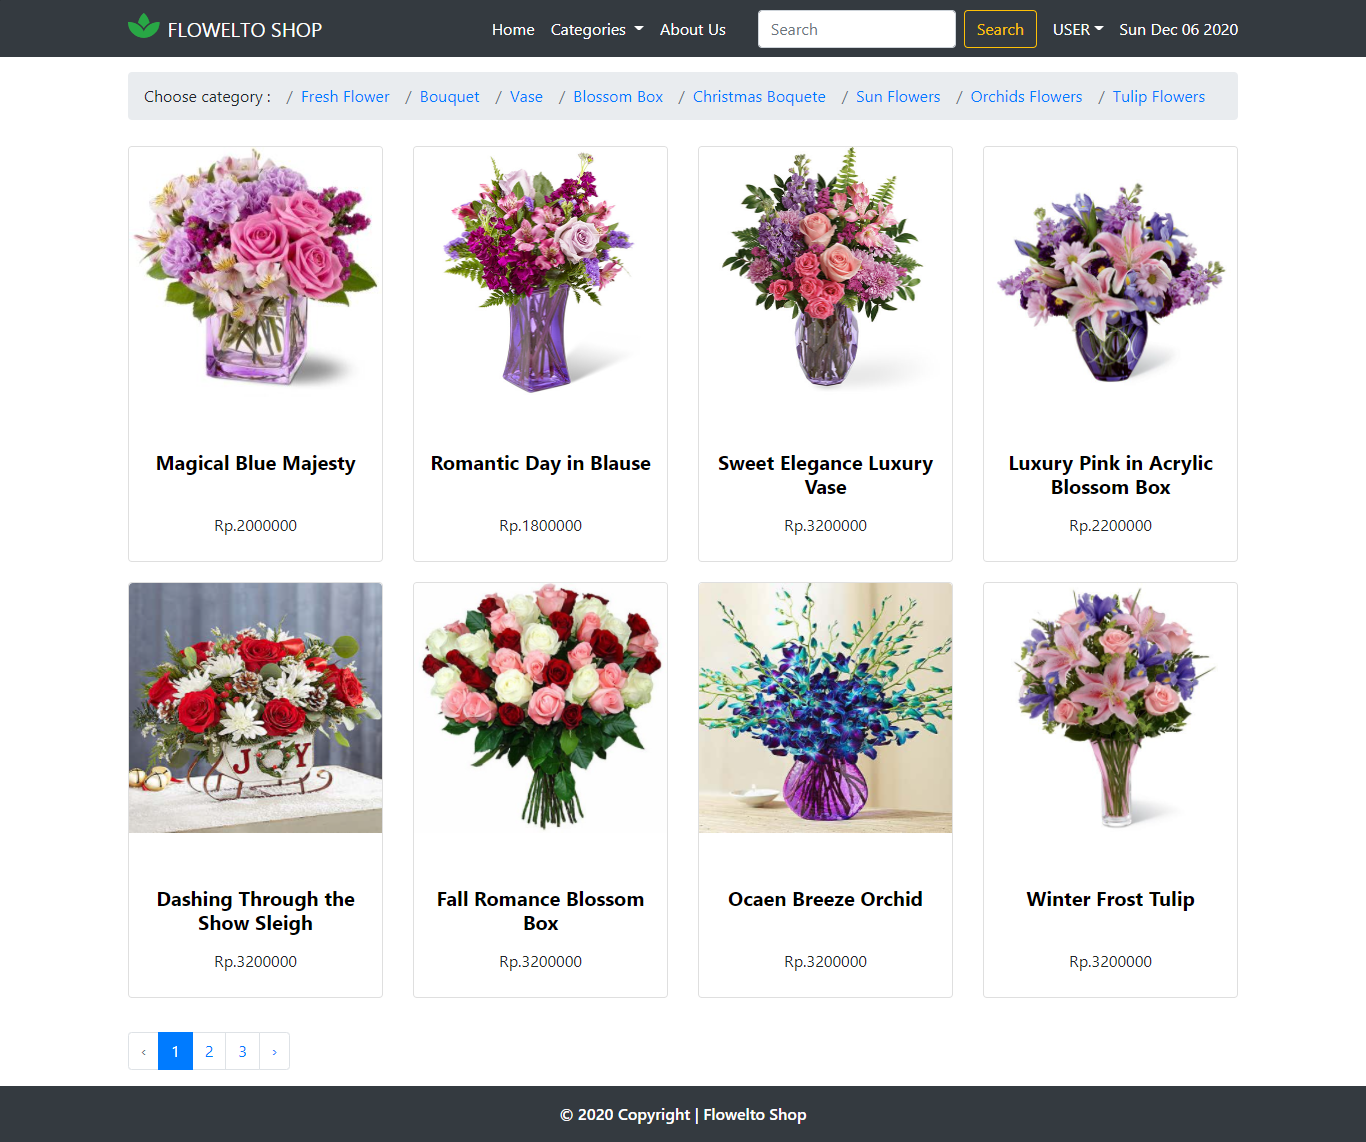 FLOWELTO SHOP Home Categories About Us Search Search USER Sun Dec 06 2020
Choose category : / Fresh Flower / Bouquet / Vase / Blossom Box / Christmas Boquete / Sun Flowers / Orchids Flowers / Tulip Flowers
Magical Blue Majesty
Rp.2000000
Romantic Day in Blause
Rp.1800000
Sweet Elegance Luxury
Vase
Rp.3200000
Luxury Pink in Acrylic
Blossom Box
Rp.2200000
JOY
Dashing Through the
Show Sleigh
Rp.3200000
Fall Romance Blossom
Box
Rp.3200000
Ocaen Breeze Orchid
Rp.3200000
Winter Frost Tulip
Rp.3200000
‹ 1 2 3 ›
© 2020 Copyright | Flowelto Shop